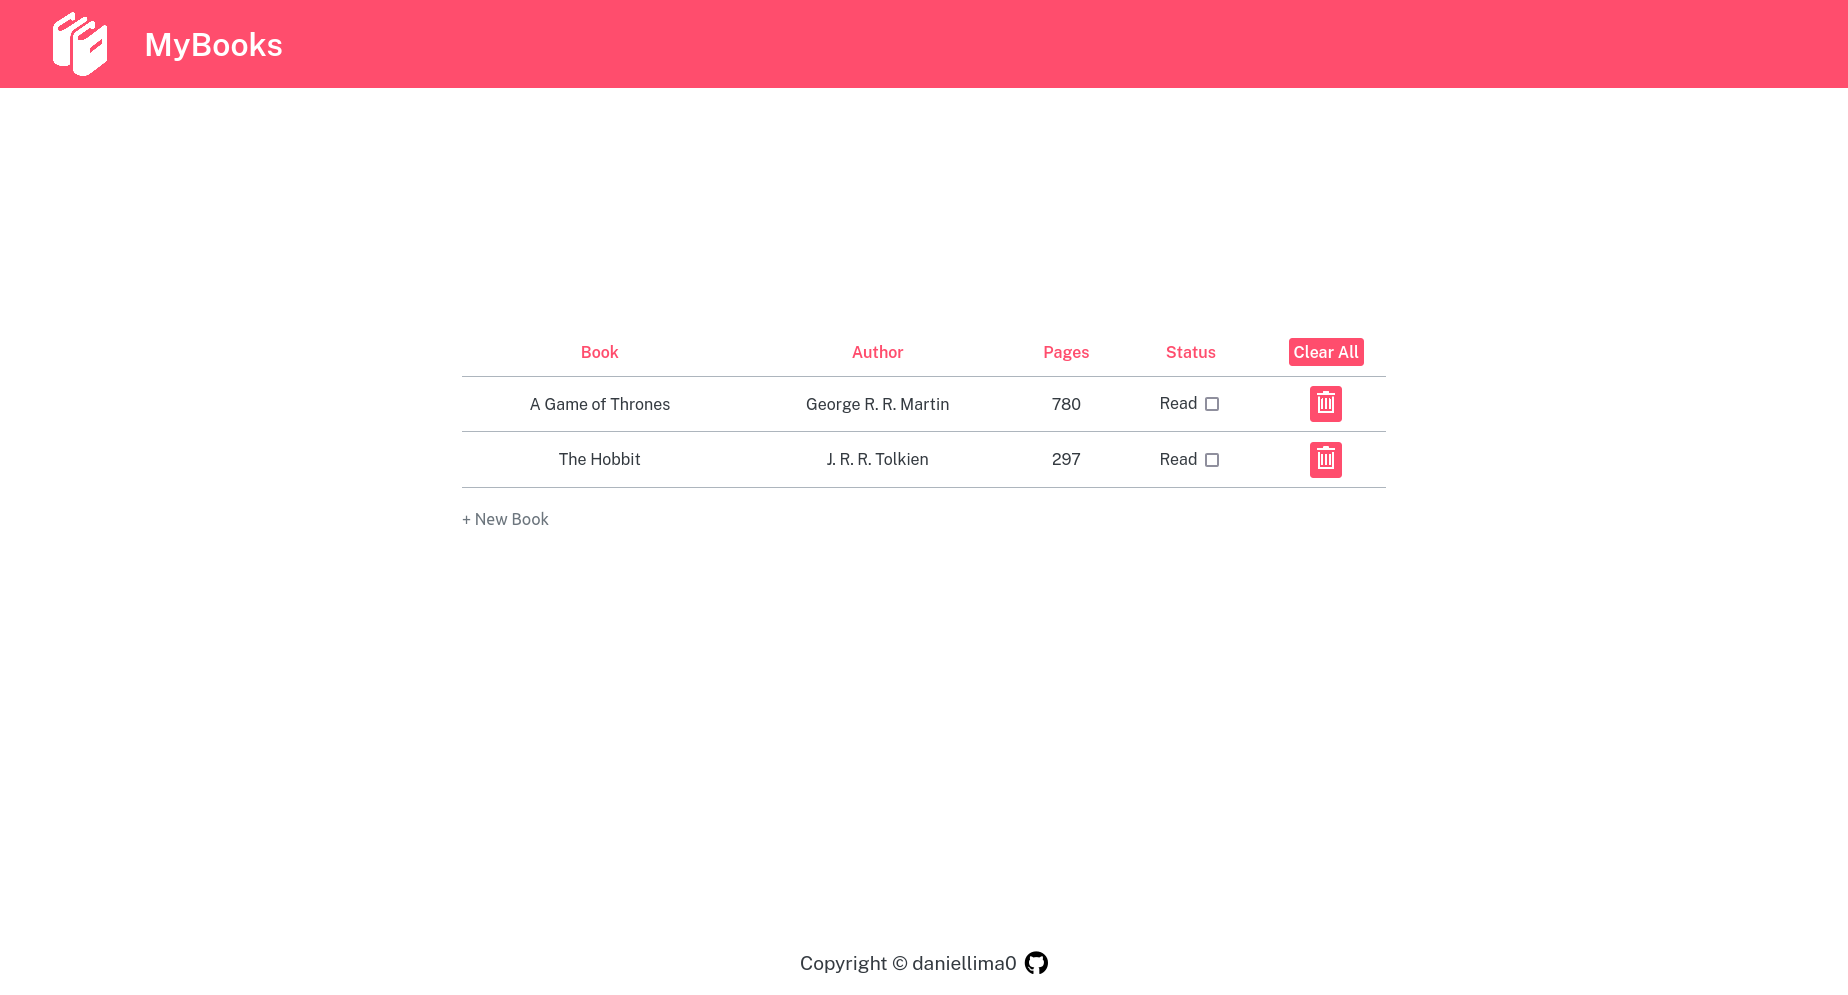 MyBooks
Book Author Pages Status Clear All
A Game of Thrones George R. R. Martin 780 Read
The Hobbit J. R. R. Tolkien 297 Read
+ New Book
Copyright © daniellima0